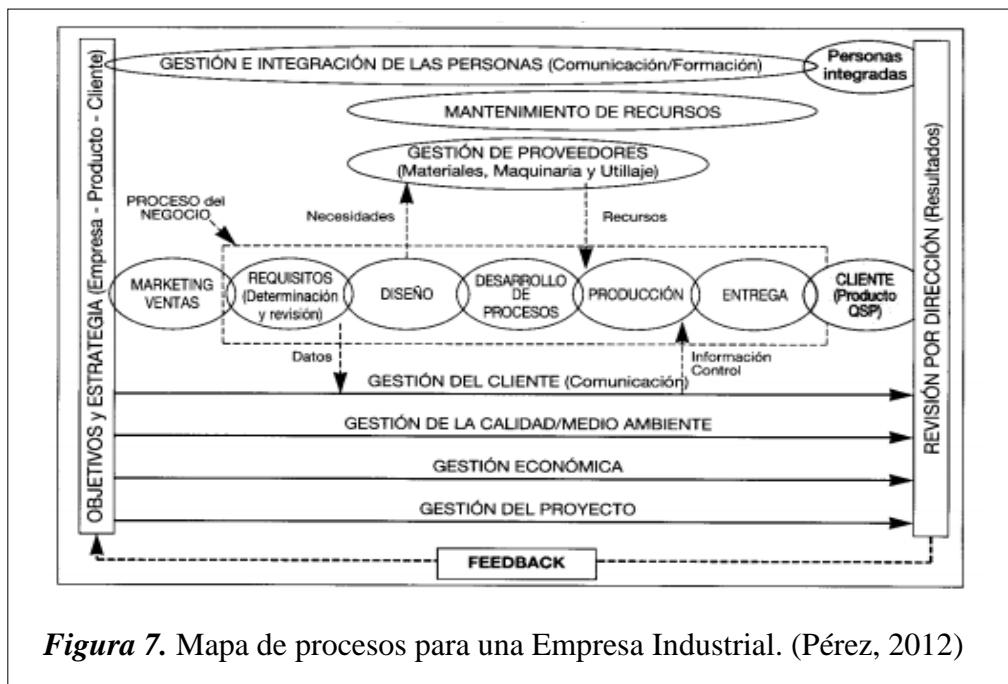 OBJETIVOS y ESTRATEGIA (Empresa - Producto - Cliente)
GESTIÓN E INTEGRACIÓN DE LAS PERSONAS (Comunicación/Formación)
Personas
integradas
MANTENIMIENTO DE RECURSOS
GESTIÓN DE PROVEEDORES
(Materiales, Maquinaria y Utillaje)
PROCESO del
NEGOCIO
Necesidades
Recursos
MARKETING
VENTAS
REQUISITOS
(Determinación
y revisión)
DISEÑO
DESARROLLO
DE
PROCESOS
PRODUCCIÓN
ENTREGA
CLIENTE
(Producto
QSP)
Datos
Información
Control
GESTIÓN DEL CLIENTE (Comunicación)
GESTIÓN DE LA CALIDAD/MEDIO AMBIENTE
GESTIÓN ECONÓMICA
GESTIÓN DEL PROYECTO
REVISIÓN POR DIRECCIÓN (Resultados)
FEEDBACK
Figura 7. Mapa de procesos para una Empresa Industrial. (Pérez, 2012)